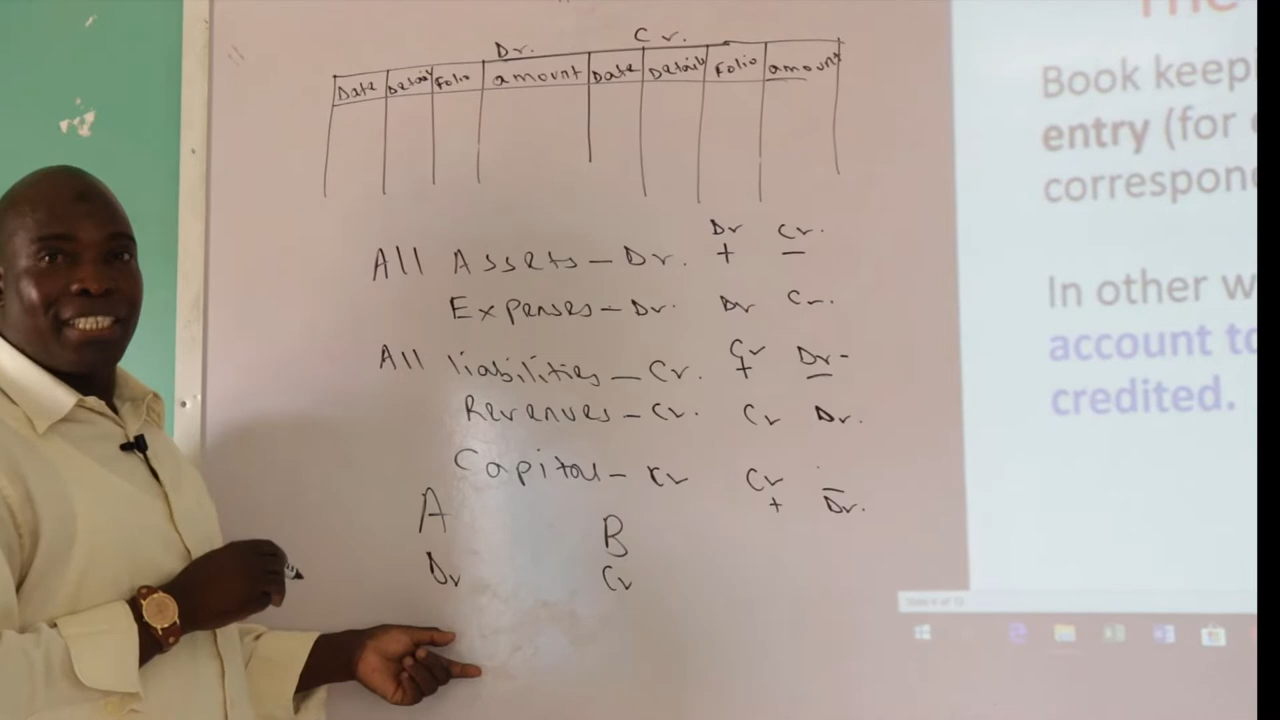 Dr. Cr.
Date Details Folio amount Date Details Folio amount
Dr Cr.
All Assets – Dr. + –
Expenses – Dr. Dr Cr.
Cr Dr -
All liabilities – Cr. + –
Revenues – Cr. Cr Dr.
Capital – Cr Cr –
+ Dr.
A B
Dr Cr
The
Book keepi
entry (for
correspon
In other w
account to
credited.